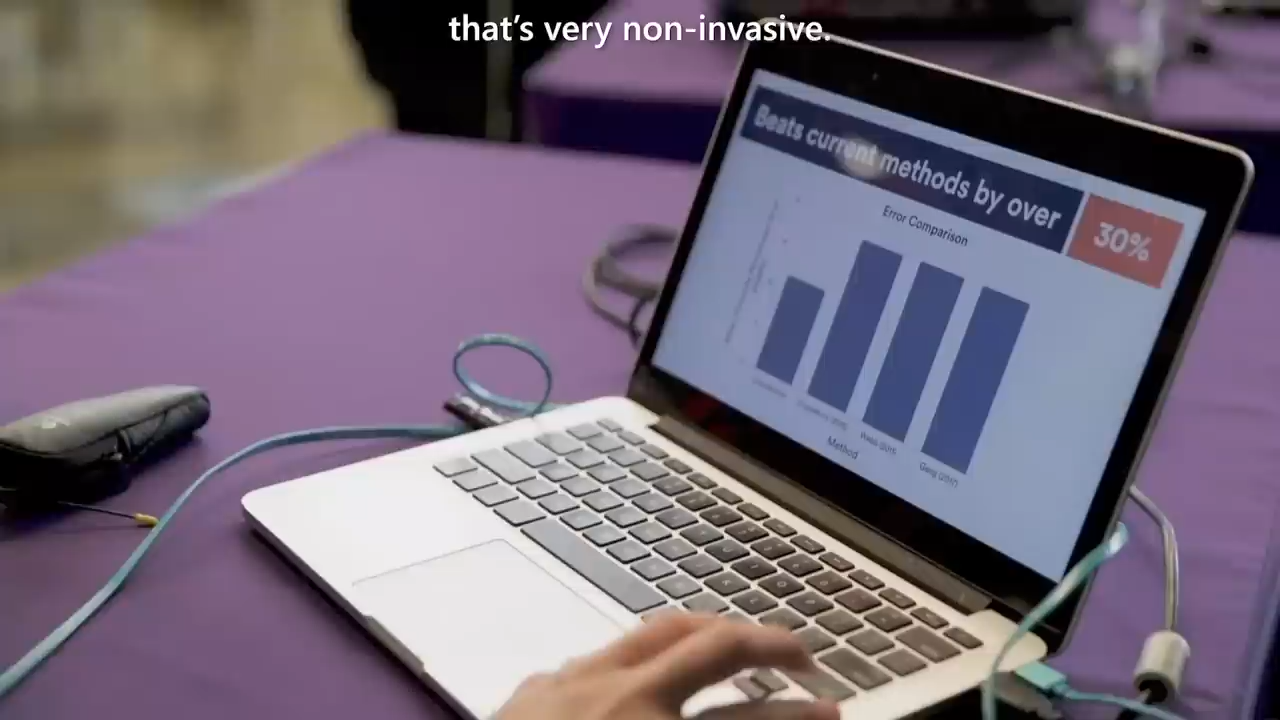 that's very non-invasive.
Beats current methods by over
30%
Error Comparison
Method